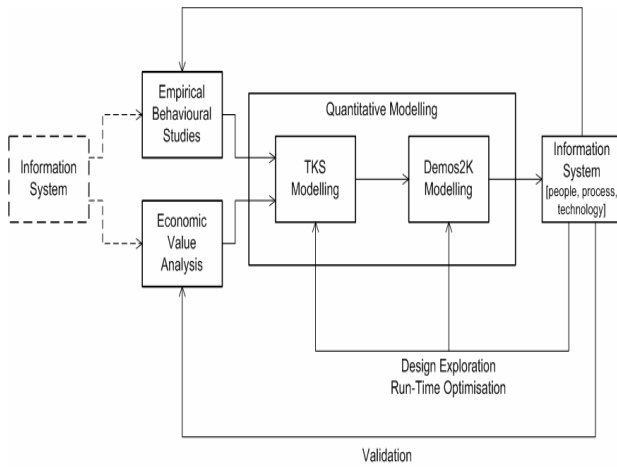 Empirical
Behavioural
Studies
Quantitative Modelling
Information
System
TKS
Modelling
Demos2K
Modelling
Information
System
[people, process,
technology]
Economic
Value
Analysis
Design Exploration
Run-Time Optimisation
Validation